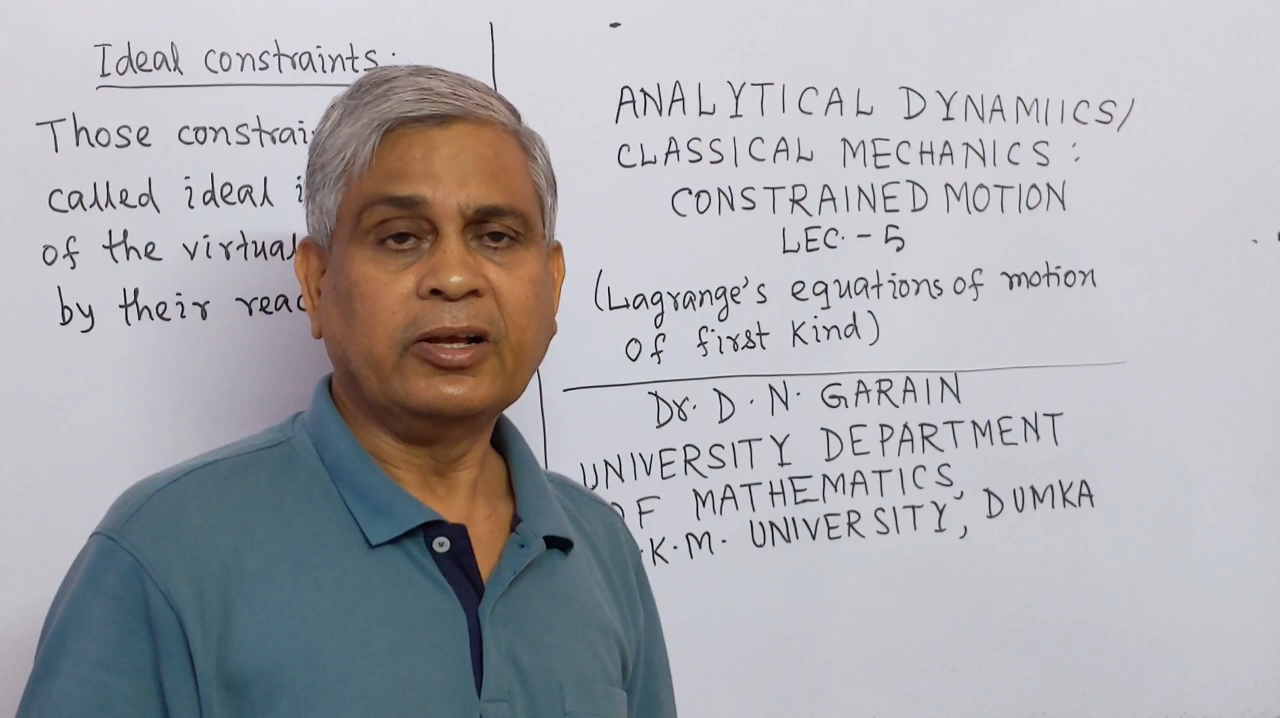 Ideal constraints:
Those constrai
called ideal i
of the virtual
by their reac
ANALYTICAL DYNAMIICS/
CLASSICAL MECHANICS:
CONSTRAINED MOTION
LEC. - 5
(Lagrange's equations of motion
of first kind)
Dr. D. N. GARAIN
UNIVERSITY DEPARTMENT
OF MATHEMATICS,
.K.M. UNIVERSITY, DUMKA